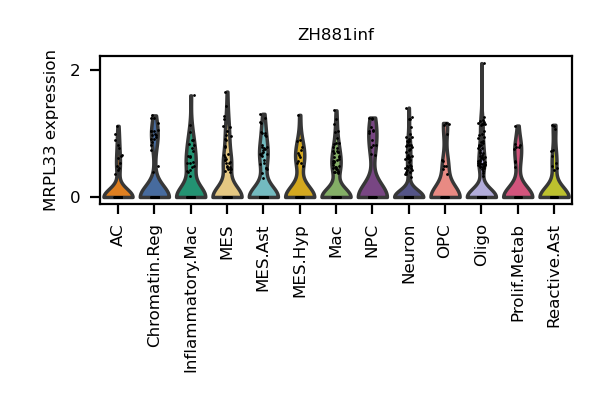 ZH881inf
MRPL33 expression
2
0
AC
Chromatin.Reg
Inflammatory.Mac
MES
MES.Ast
MES.Hyp
Mac
NPC
Neuron
OPC
Oligo
Prolif.Metab
Reactive.Ast